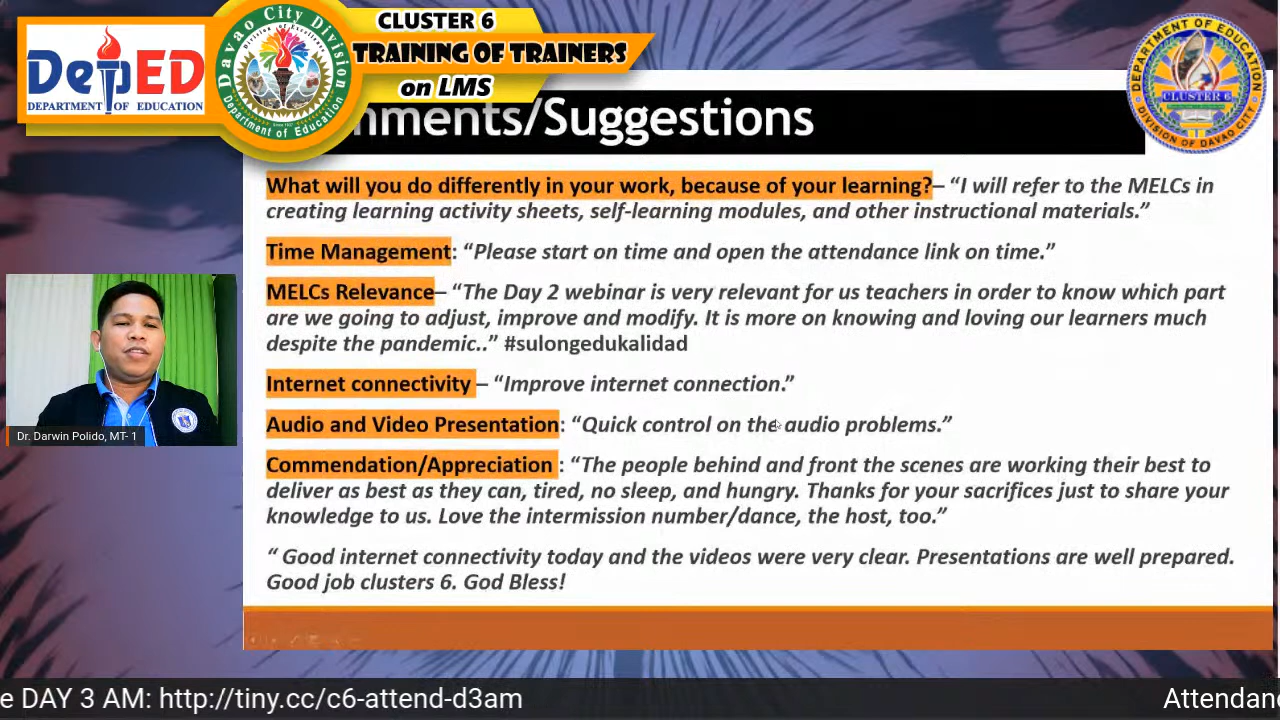 DepED
DEPARTMENT OF EDUCATION
Davao City Division
Department of Education
CLUSTER 6
TRAINING OF TRAINERS
on LMS
DEPARTMENT OF EDUCATION
CLUSTER 6
DIVISION OF DAVAO CITY
nments/Suggestions
What will you do differently in your work, because of your learning?– “I will refer to the MELCs in
creating learning activity sheets, self-learning modules, and other instructional materials.”
Time Management: “Please start on time and open the attendance link on time.”
MELCs Relevance– “The Day 2 webinar is very relevant for us teachers in order to know which part
are we going to adjust, improve and modify. It is more on knowing and loving our learners much
despite the pandemic..” #sulongedukalidad
Internet connectivity – “Improve internet connection.”
Audio and Video Presentation: “Quick control on the audio problems.”
Commendation/Appreciation : “The people behind and front the scenes are working their best to
deliver as best as they can, tired, no sleep, and hungry. Thanks for your sacrifices just to share your
knowledge to us. Love the intermission number/dance, the host, too.”
“ Good internet connectivity today and the videos were very clear. Presentations are well prepared.
Good job clusters 6. God Bless!
Dr. Darwin Polido, MT- 1
e DAY 3 AM: http://tiny.cc/c6-attend-d3am
Attendanc